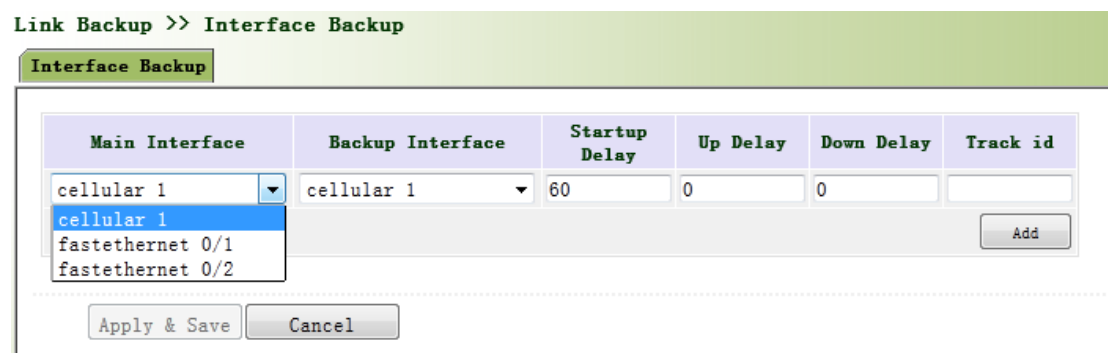 Link Backup >> Interface Backup
Interface Backup
Main Interface Backup Interface Startup Delay Up Delay Down Delay Track id
cellular 1 cellular 1 60 0 0
cellular 1
fastethernet 0/1
fastethernet 0/2
Add
Apply & Save Cancel